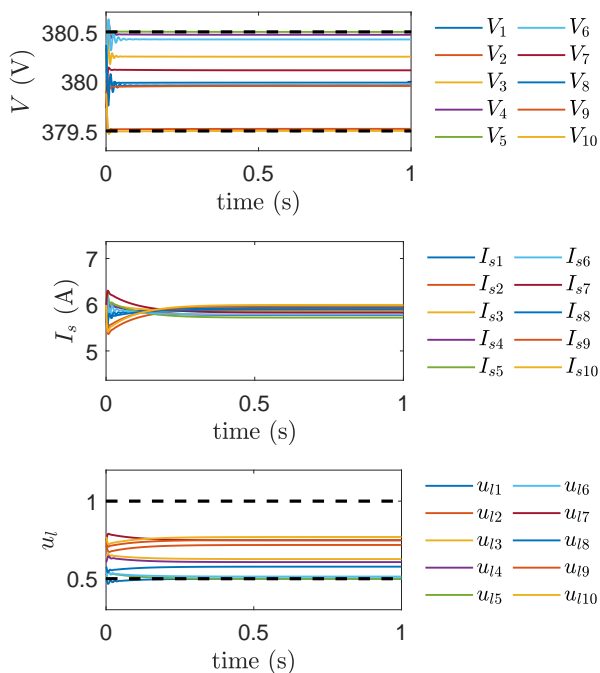 V (V)
380.5
380
379.5
0 0.5 1
time (s)
V1 V6
V2 V7
V3 V8
V4 V9
V5 V10
Is (A)
7
6
5
0 0.5 1
time (s)
Is1 Is6
Is2 Is7
Is3 Is8
Is4 Is9
Is5 Is10
ul
1
0.5
0 0.5 1
time (s)
ul1 ul6
ul2 ul7
ul3 ul8
ul4 ul9
ul5 ul10